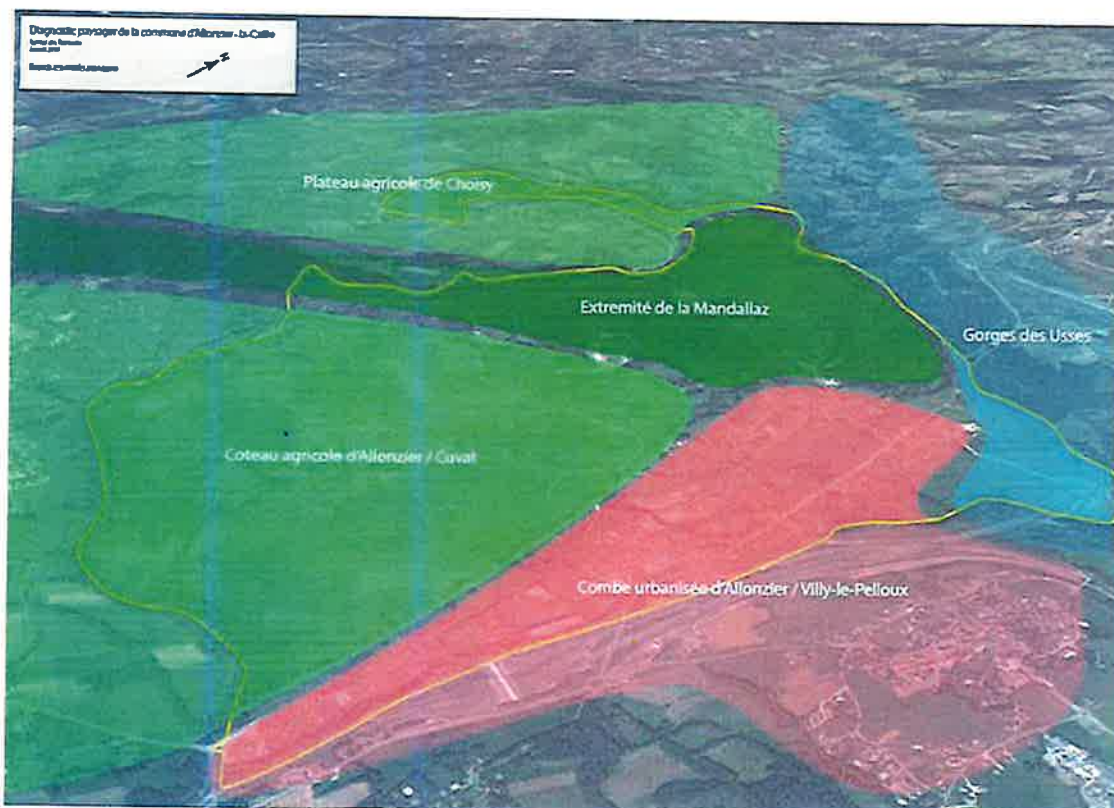 Diagnostic paysager de la commune d'Allonzier-la-Caille
N
Plateau agricole de Choisy
Extremité de la Mandallaz
Gorges des Usses
Coteau agricole d'Allonzier / Cuvat
Combe urbanisée d'Allonzier / Villy-le-Pelloux